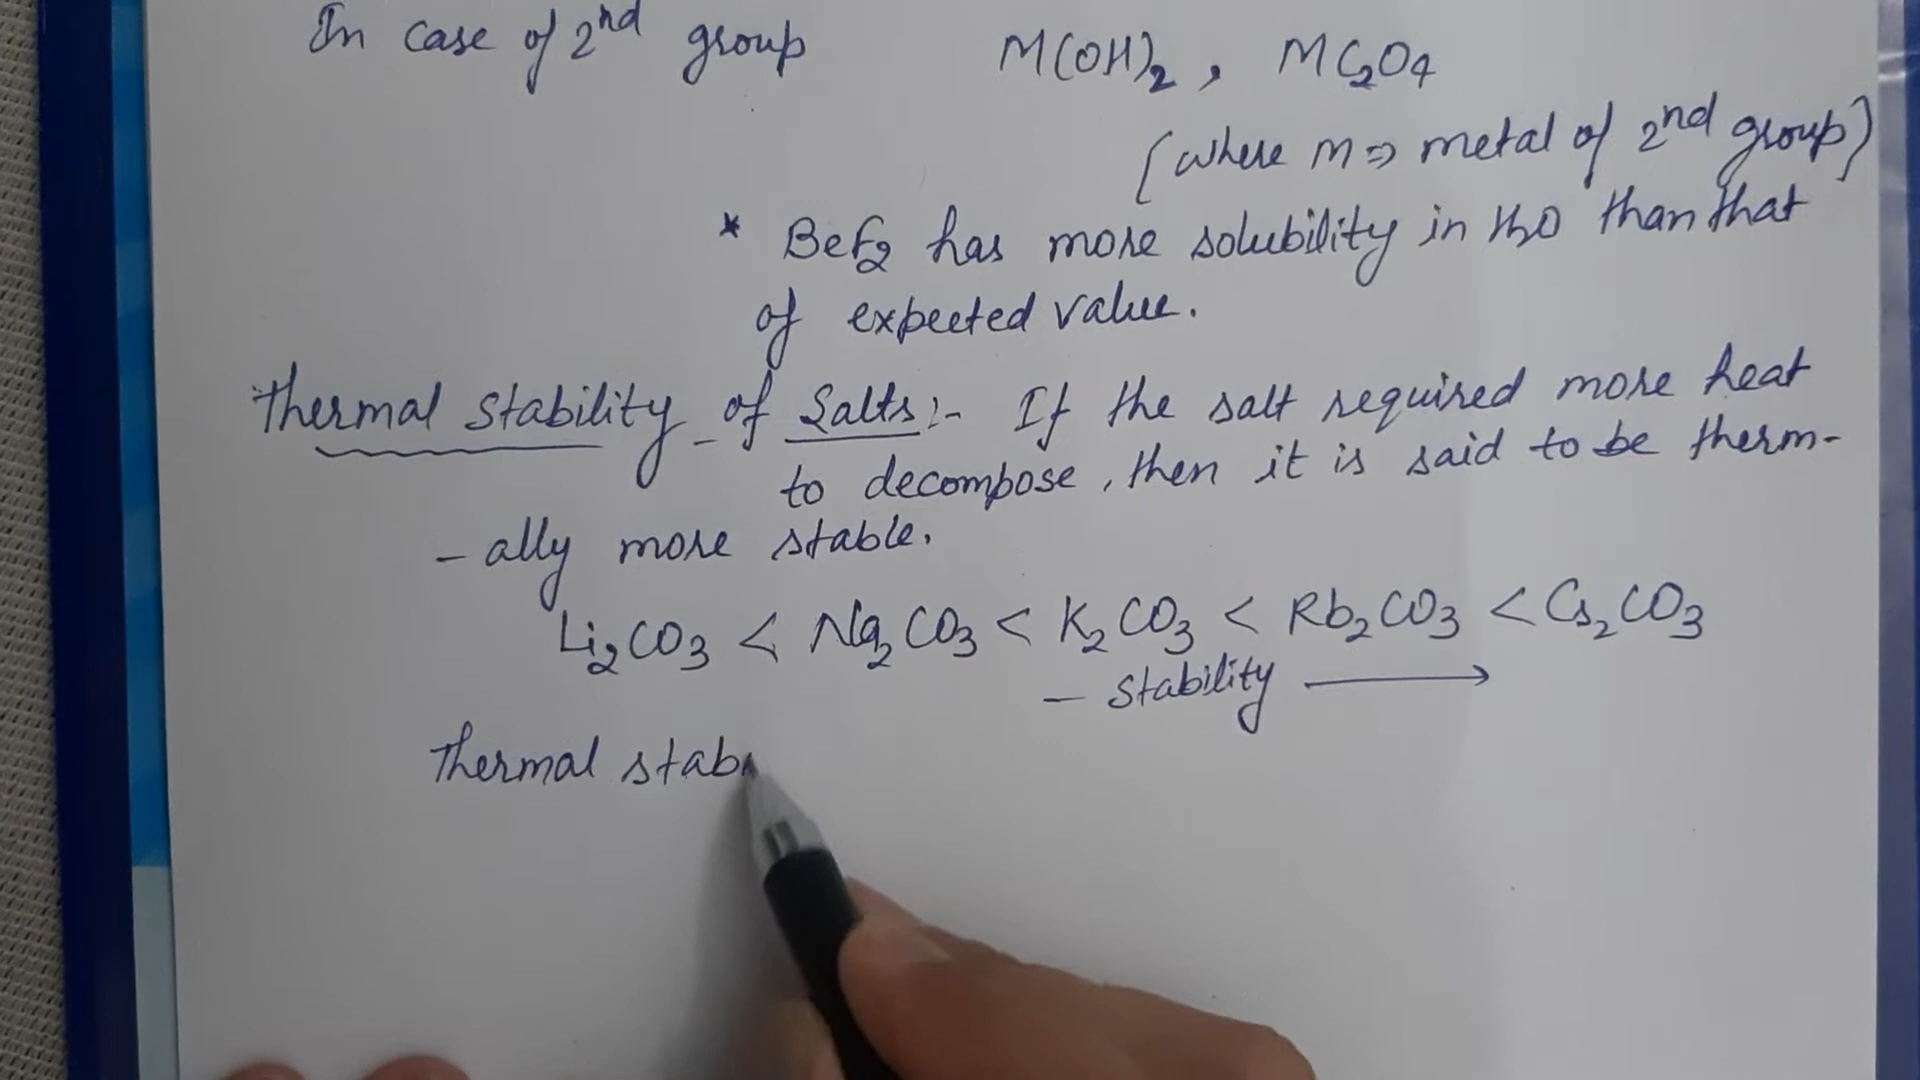 In case of 2nd group M(OH)2, MC2O4
(where M => metal of 2nd group)
* BeF2 has more solubility in H2O than that
of expected value.
Thermal stability of Salts:- If the salt required more heat
to decompose, then it is said to be therm-
-ally more stable.
Li2CO3 < Na2CO3 < K2CO3 < Rb2CO3 < Cs2CO3
- Stability →
Thermal stab